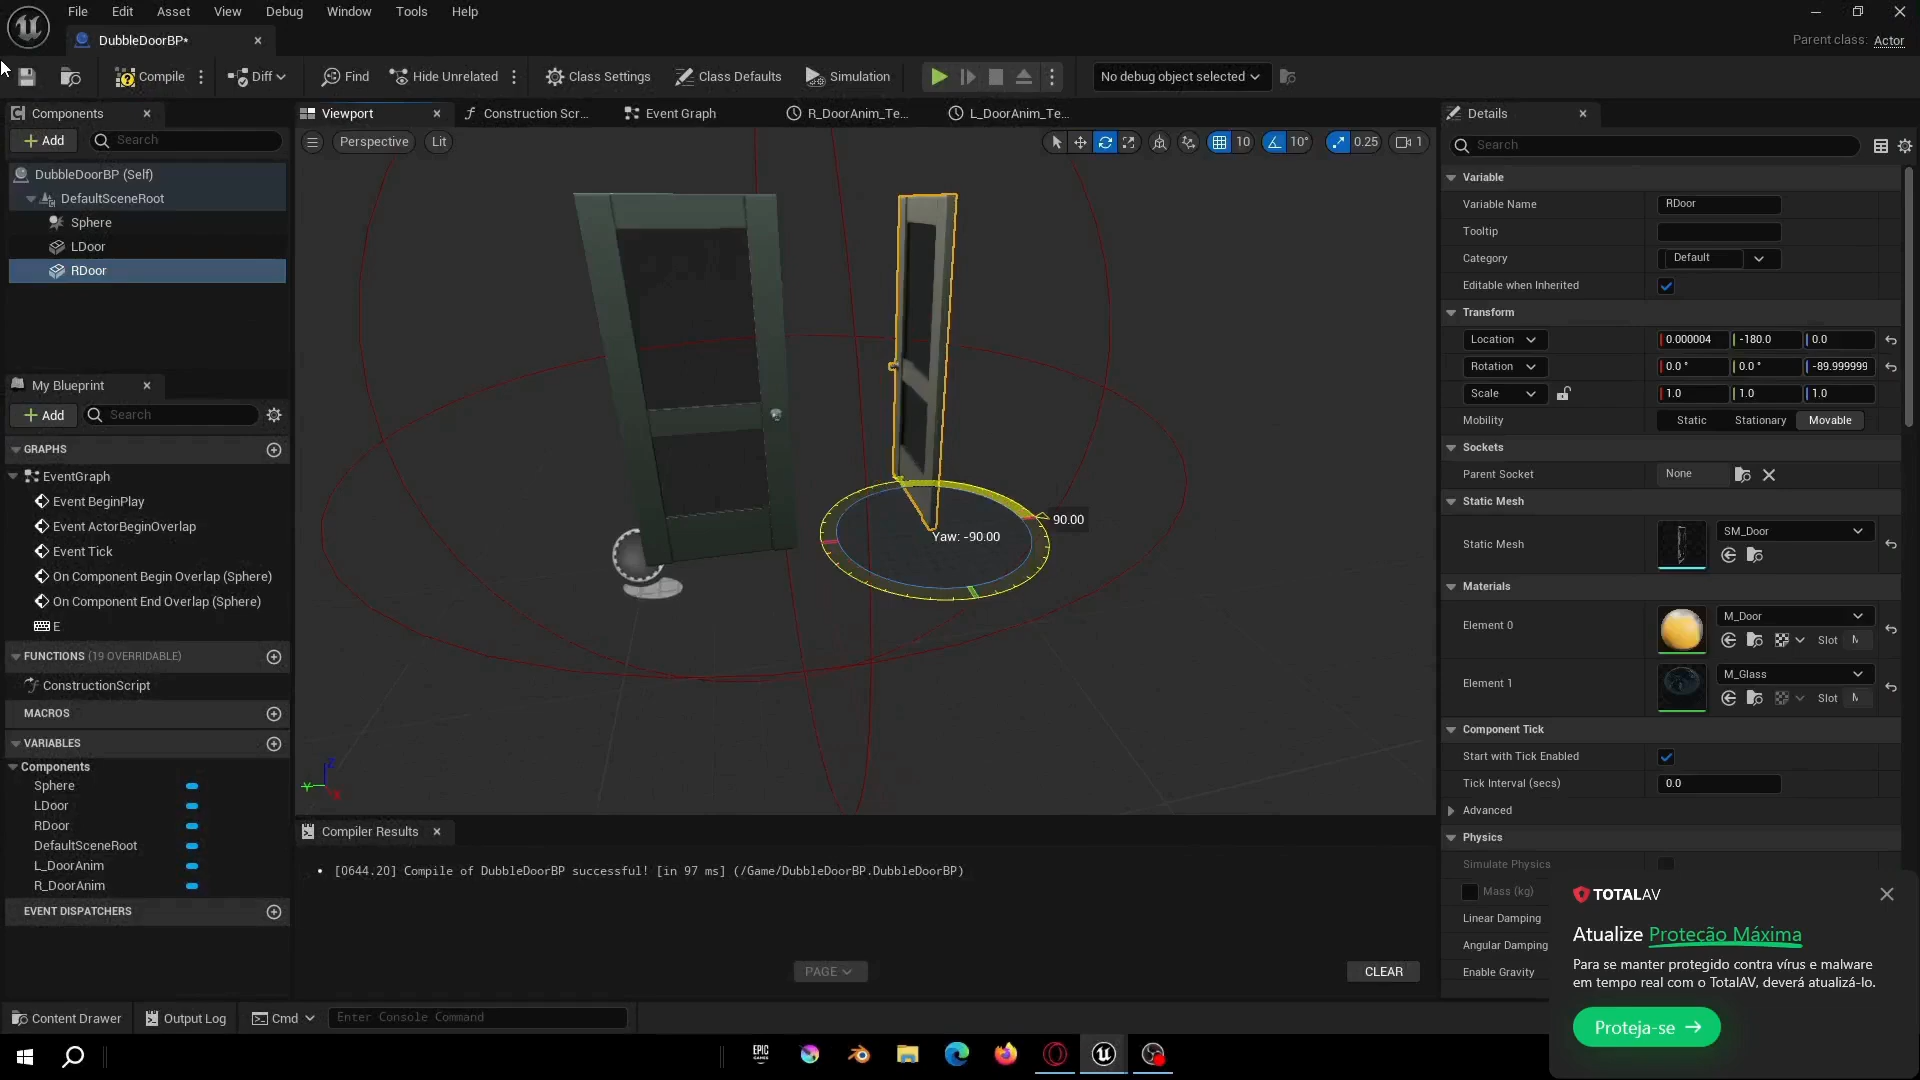 File Edit Asset View Debug Window Tools Help
DubbleDoorBP*
Parent class: Actor
Compile Diff Find Hide Unrelated Class Settings Class Defaults Simulation No debug object selected
Components
Viewport
Construction Scr...
Event Graph
R_DoorAnim_Te...
L_DoorAnim_Te...
Details
Add
Search
Perspective
Lit
10
10°
0.25
1
Search
DubbleDoorBP (Self)
DefaultSceneRoot
Sphere
LDoor
RDoor
My Blueprint
Add
Search
GRAPHS
EventGraph
Event BeginPlay
Event ActorBeginOverlap
Event Tick
On Component Begin Overlap (Sphere)
On Component End Overlap (Sphere)
E
FUNCTIONS (19 OVERRIDABLE)
ConstructionScript
MACROS
VARIABLES
Components
Sphere
LDoor
RDoor
DefaultSceneRoot
L_DoorAnim
R_DoorAnim
EVENT DISPATCHERS
90.00
Yaw: -90.00
Z
Y
Compiler Results
[0644.20] Compile of DubbleDoorBP successful! [in 97 ms] (/Game/DubbleDoorBP.DubbleDoorBP)
PAGE
CLEAR
Variable
Variable Name RDoor
Tooltip
Category Default
Editable when Inherited
Transform
Location 0.000004 -180.0 0.0
Rotation 0.0 ° 0.0 ° -89.999999
Scale 1.0 1.0 1.0
Mobility Static Stationary Movable
Sockets
Parent Socket None
Static Mesh
Static Mesh SM_Door
Materials
Element 0 M_Door
Slot M
Element 1 M_Glass
Slot M
Component Tick
Start with Tick Enabled
Tick Interval (secs) 0.0
Advanced
Physics
Simulate Physics
Mass (kg)
Linear Damping
Angular Damping
Enable Gravity
TOTALAV
Atualize Protecão Máxima
Para se manter protegido contra vírus e malware
em tempo real com o TotalAV, deverá atualizá-lo.
Proteja-se →
Content Drawer Output Log Cmd Enter Console Command
EPIC
GAMES